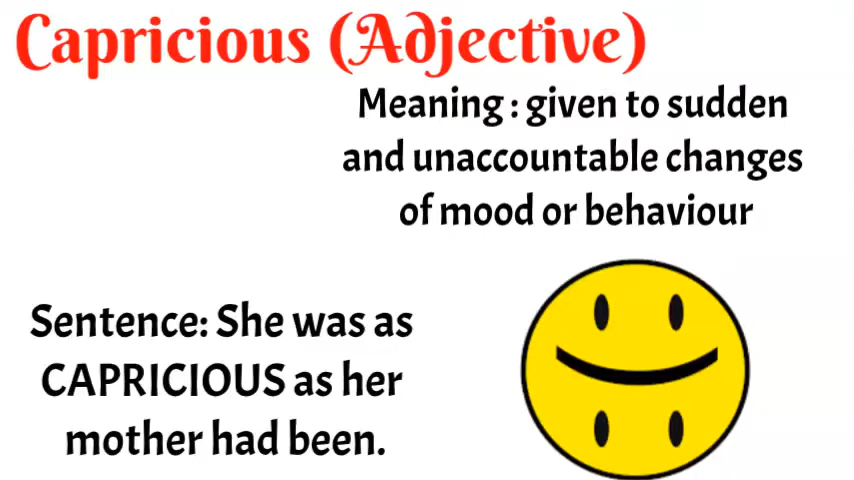 Capricious (Adjective)
Meaning : given to sudden
and unaccountable changes
of mood or behaviour
Sentence: She was as
CAPRICIOUS as her
mother had been.